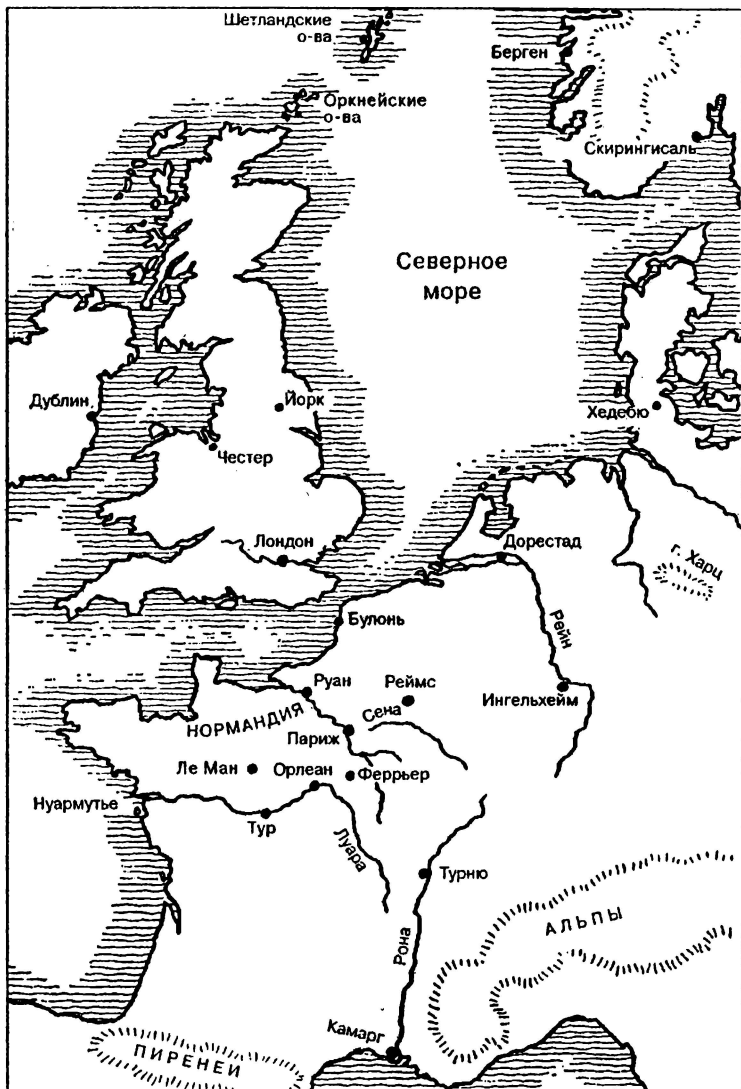 Шетландские
о-ва
Берген
Оркнейские
о-ва
Скирингисаль
Северное
море
Дублин
Йорк
Хедебю
Честер
Лондон
Дорестад
г. Харц
Булонь
Рейн
Руан
Реймс
Ингельхейм
НОРМАНДИЯ
Сена
Париж
Ле Ман
Орлеан
Феррьер
Нуармутье
Тур
Луара
Турню
АЛЬПЫ
Рона
Камарг
ПИРЕНЕИ